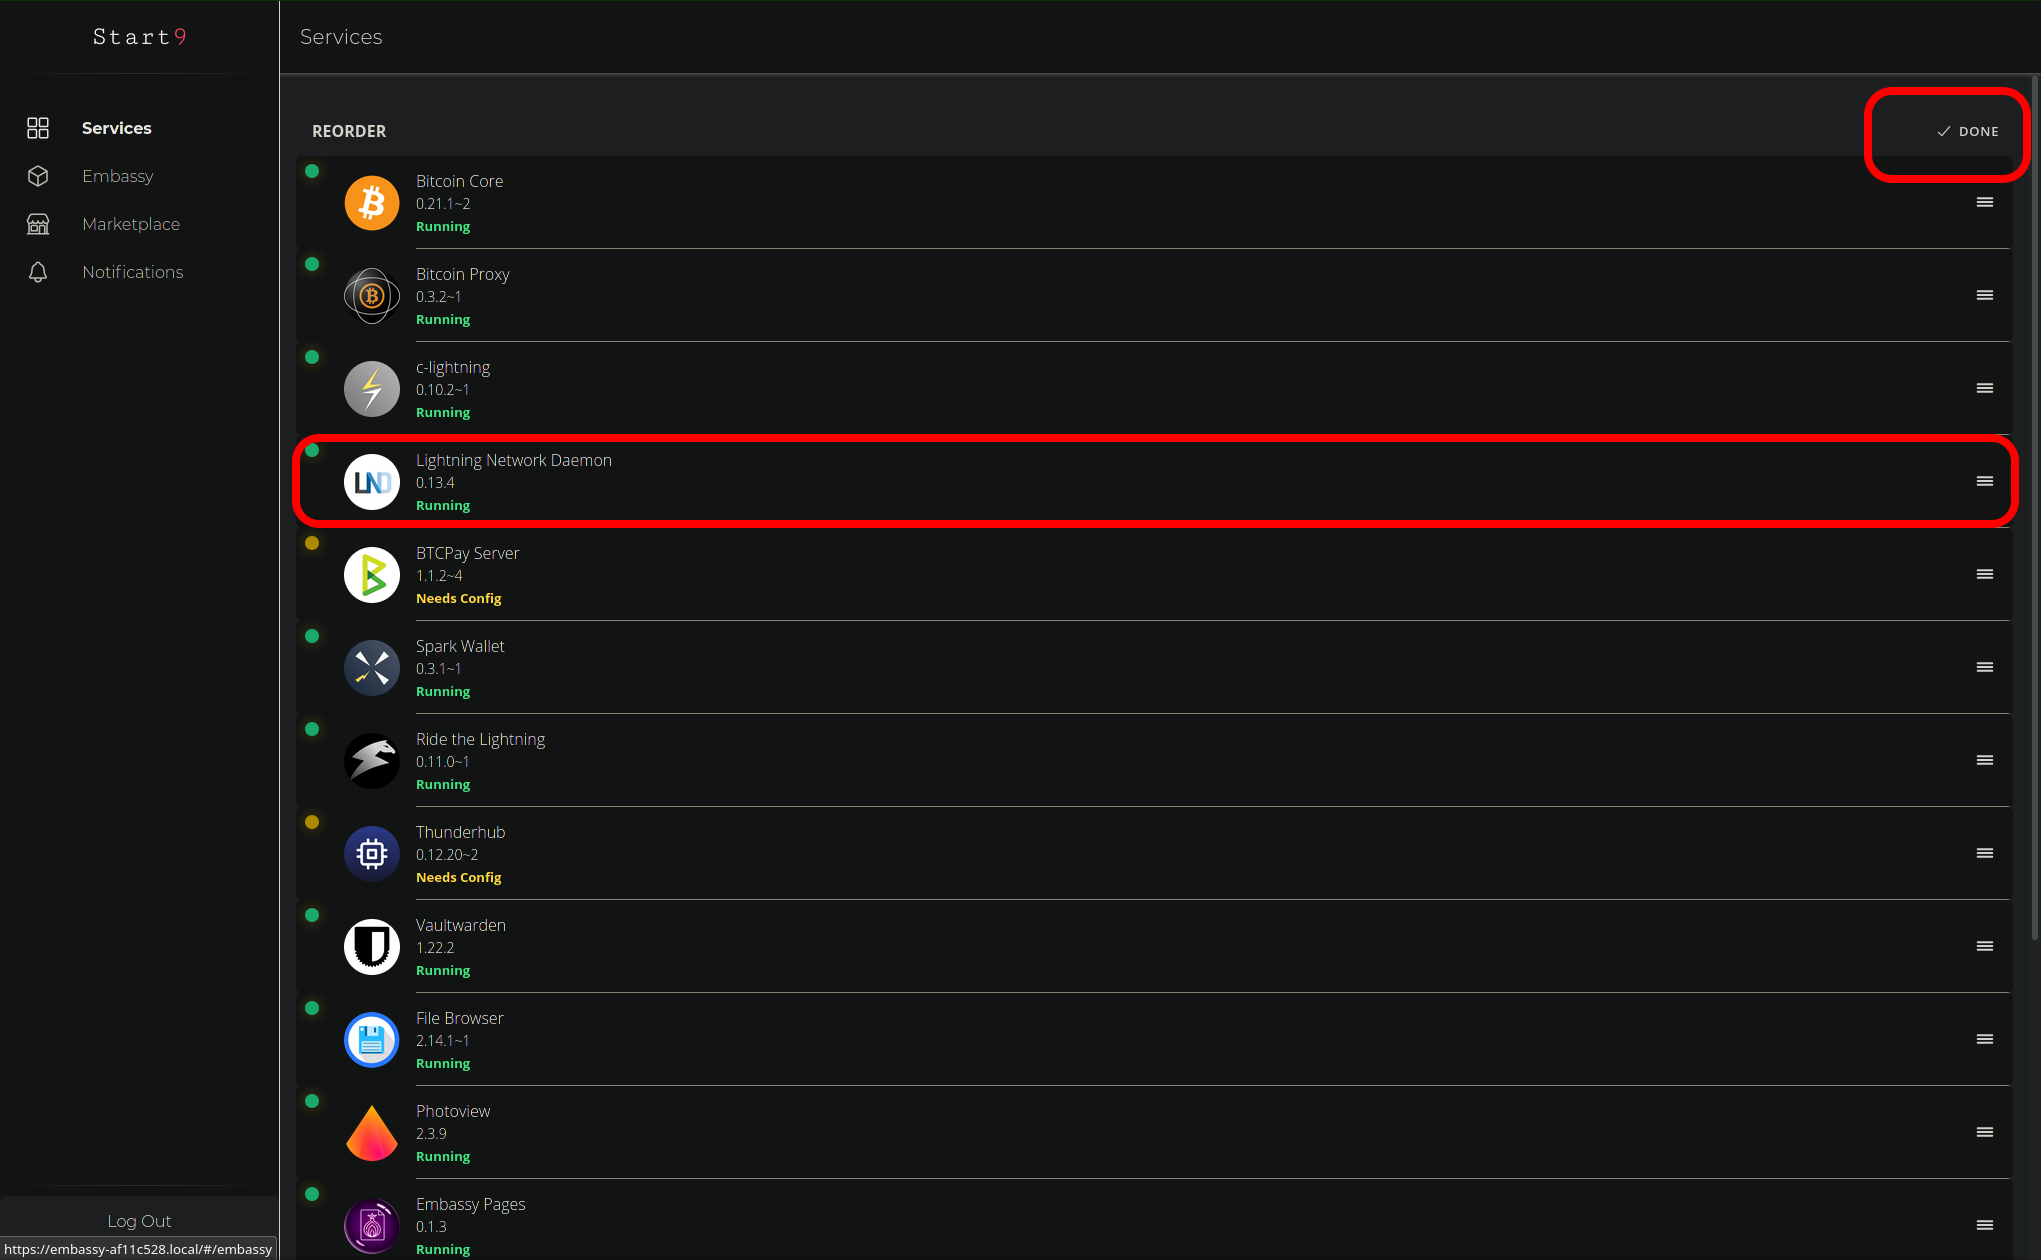 Start9
Services
Services
Embassy
Marketplace
Notifications
REORDER
DONE
Bitcoin Core
0.21.1~2
Running
Bitcoin Proxy
0.3.2~1
Running
c-lightning
0.10.2~1
Running
LND
Lightning Network Daemon
0.13.4
Running
BTCPay Server
1.1.2~4
Needs Config
Spark Wallet
0.3.1~1
Running
Ride the Lightning
0.11.0~1
Running
Thunderhub
0.12.20~2
Needs Config
Vaultwarden
1.22.2
Running
File Browser
2.14.1~1
Running
Photoview
2.3.9
Running
Embassy Pages
0.1.3
Running
Log Out
https://embassy-af11c528.local/#/embassy